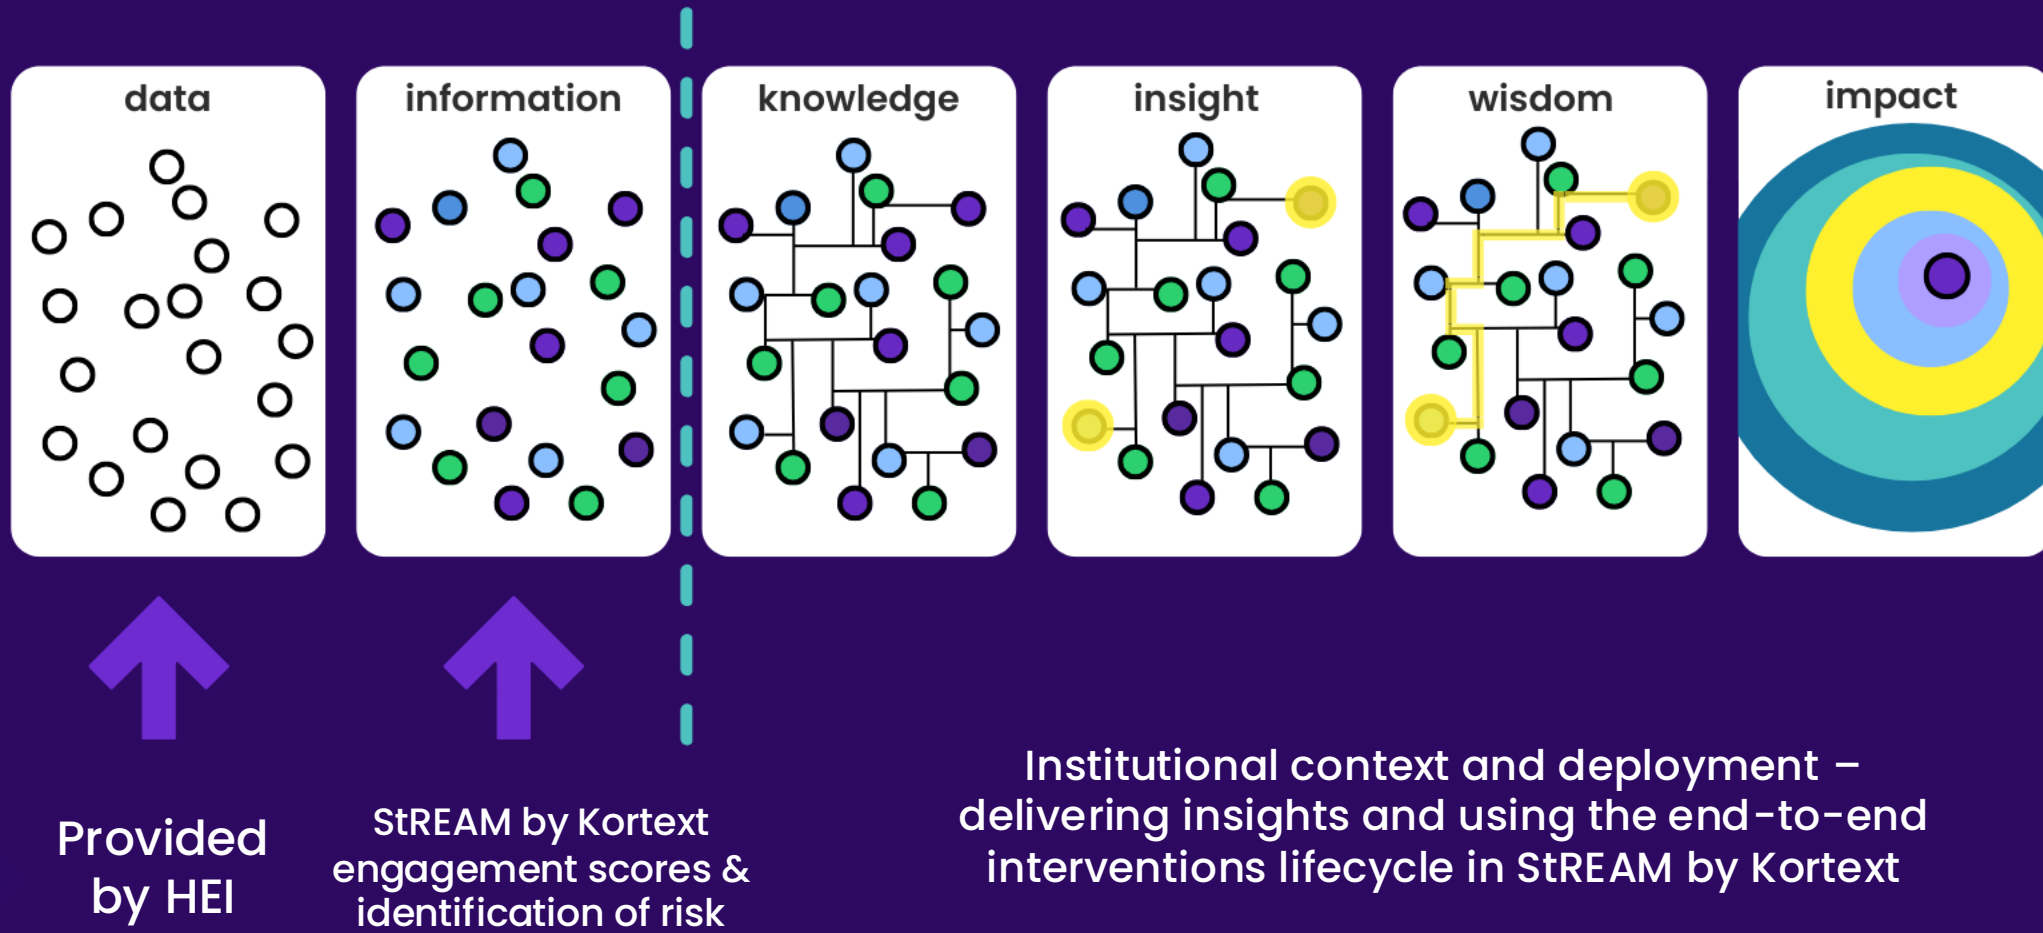 data
information
knowledge
insight
wisdom
impact
Provided
by HEI
StREAM by Kortext
engagement scores &
identification of risk
Institutional context and deployment –
delivering insights and using the end-to-end
interventions lifecycle in StREAM by Kortext